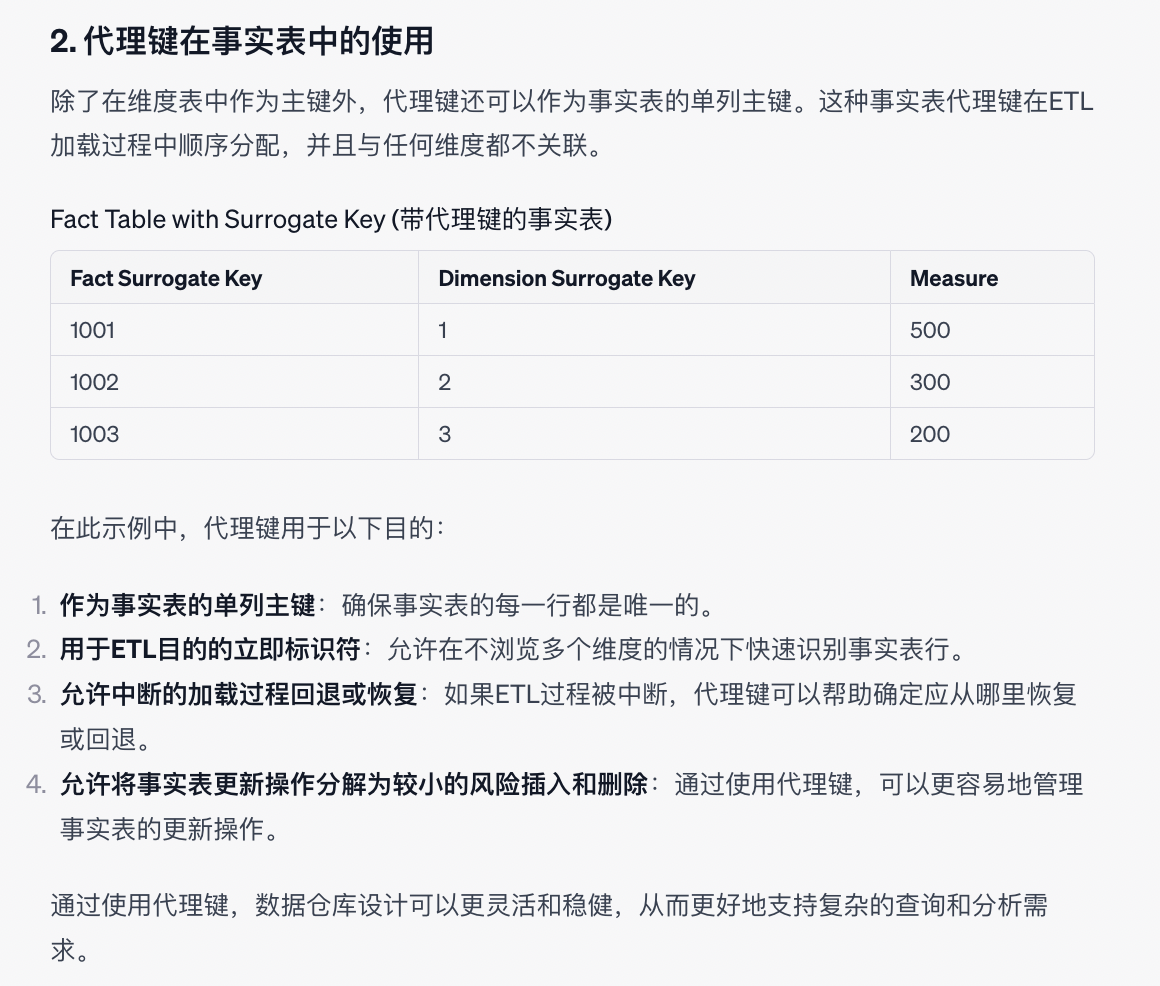 2. 代理键在事实表中的使用
除了在维度表中作为主键外，代理键还可以作为事实表的单列主键。这种事实表代理键在ETL
加载过程中顺序分配，并且与任何维度都不关联。
Fact Table with Surrogate Key (带代理键的事实表)
Fact Surrogate Key Dimension Surrogate Key Measure
1001 1 500
1002 2 300
1003 3 200
在此示例中，代理键用于以下目的：
1. 作为事实表的单列主键：确保事实表的每一行都是唯一的。
2. 用于ETL目的的立即标识符：允许在不浏览多个维度的情况下快速识别事实表行。
3. 允许中断的加载过程回退或恢复：如果ETL过程被中断，代理键可以帮助确定应从哪里恢复
或回退。
4. 允许将事实表更新操作分解为较小的风险插入和删除：通过使用代理键，可以更容易地管理
事实表的更新操作。
通过使用代理键，数据仓库设计可以更灵活和稳健，从而更好地支持复杂的查询和分析需
求。